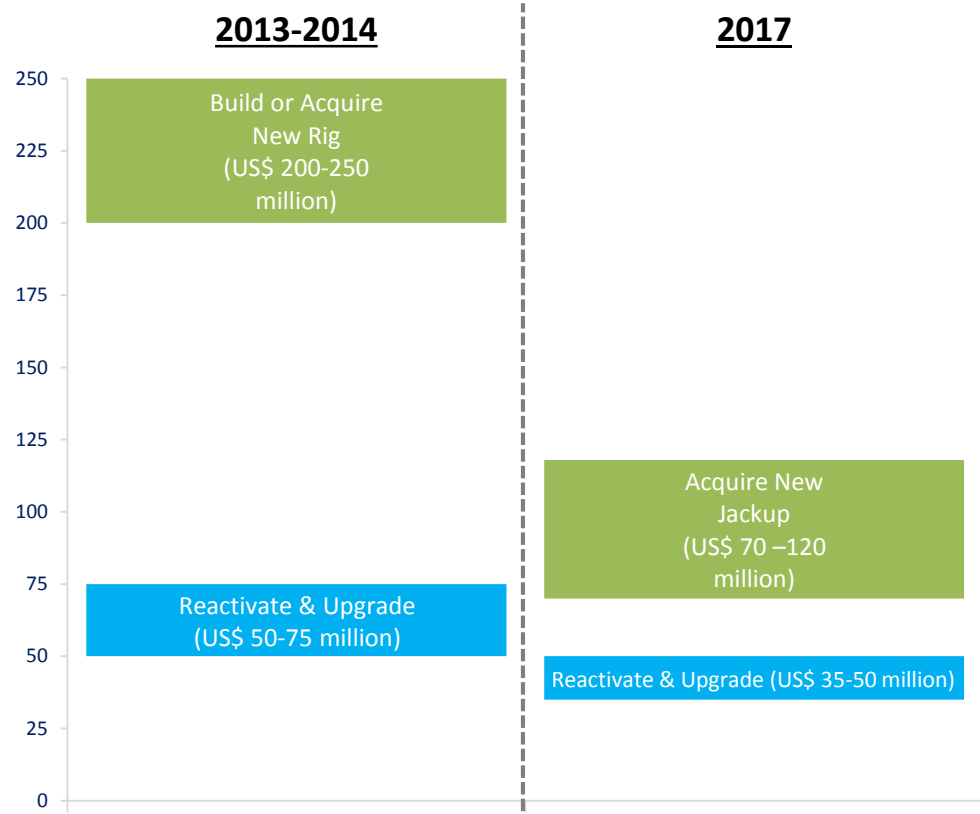 2013-2014
2017
250
225
200
175
150
125
100
75
50
25
0
Build or Acquire
New Rig
(US$ 200-250
million)
Reactivate & Upgrade
(US$ 50-75 million)
Acquire New
Jackup
(US$ 70 –120
million)
Reactivate & Upgrade (US$ 35-50 million)